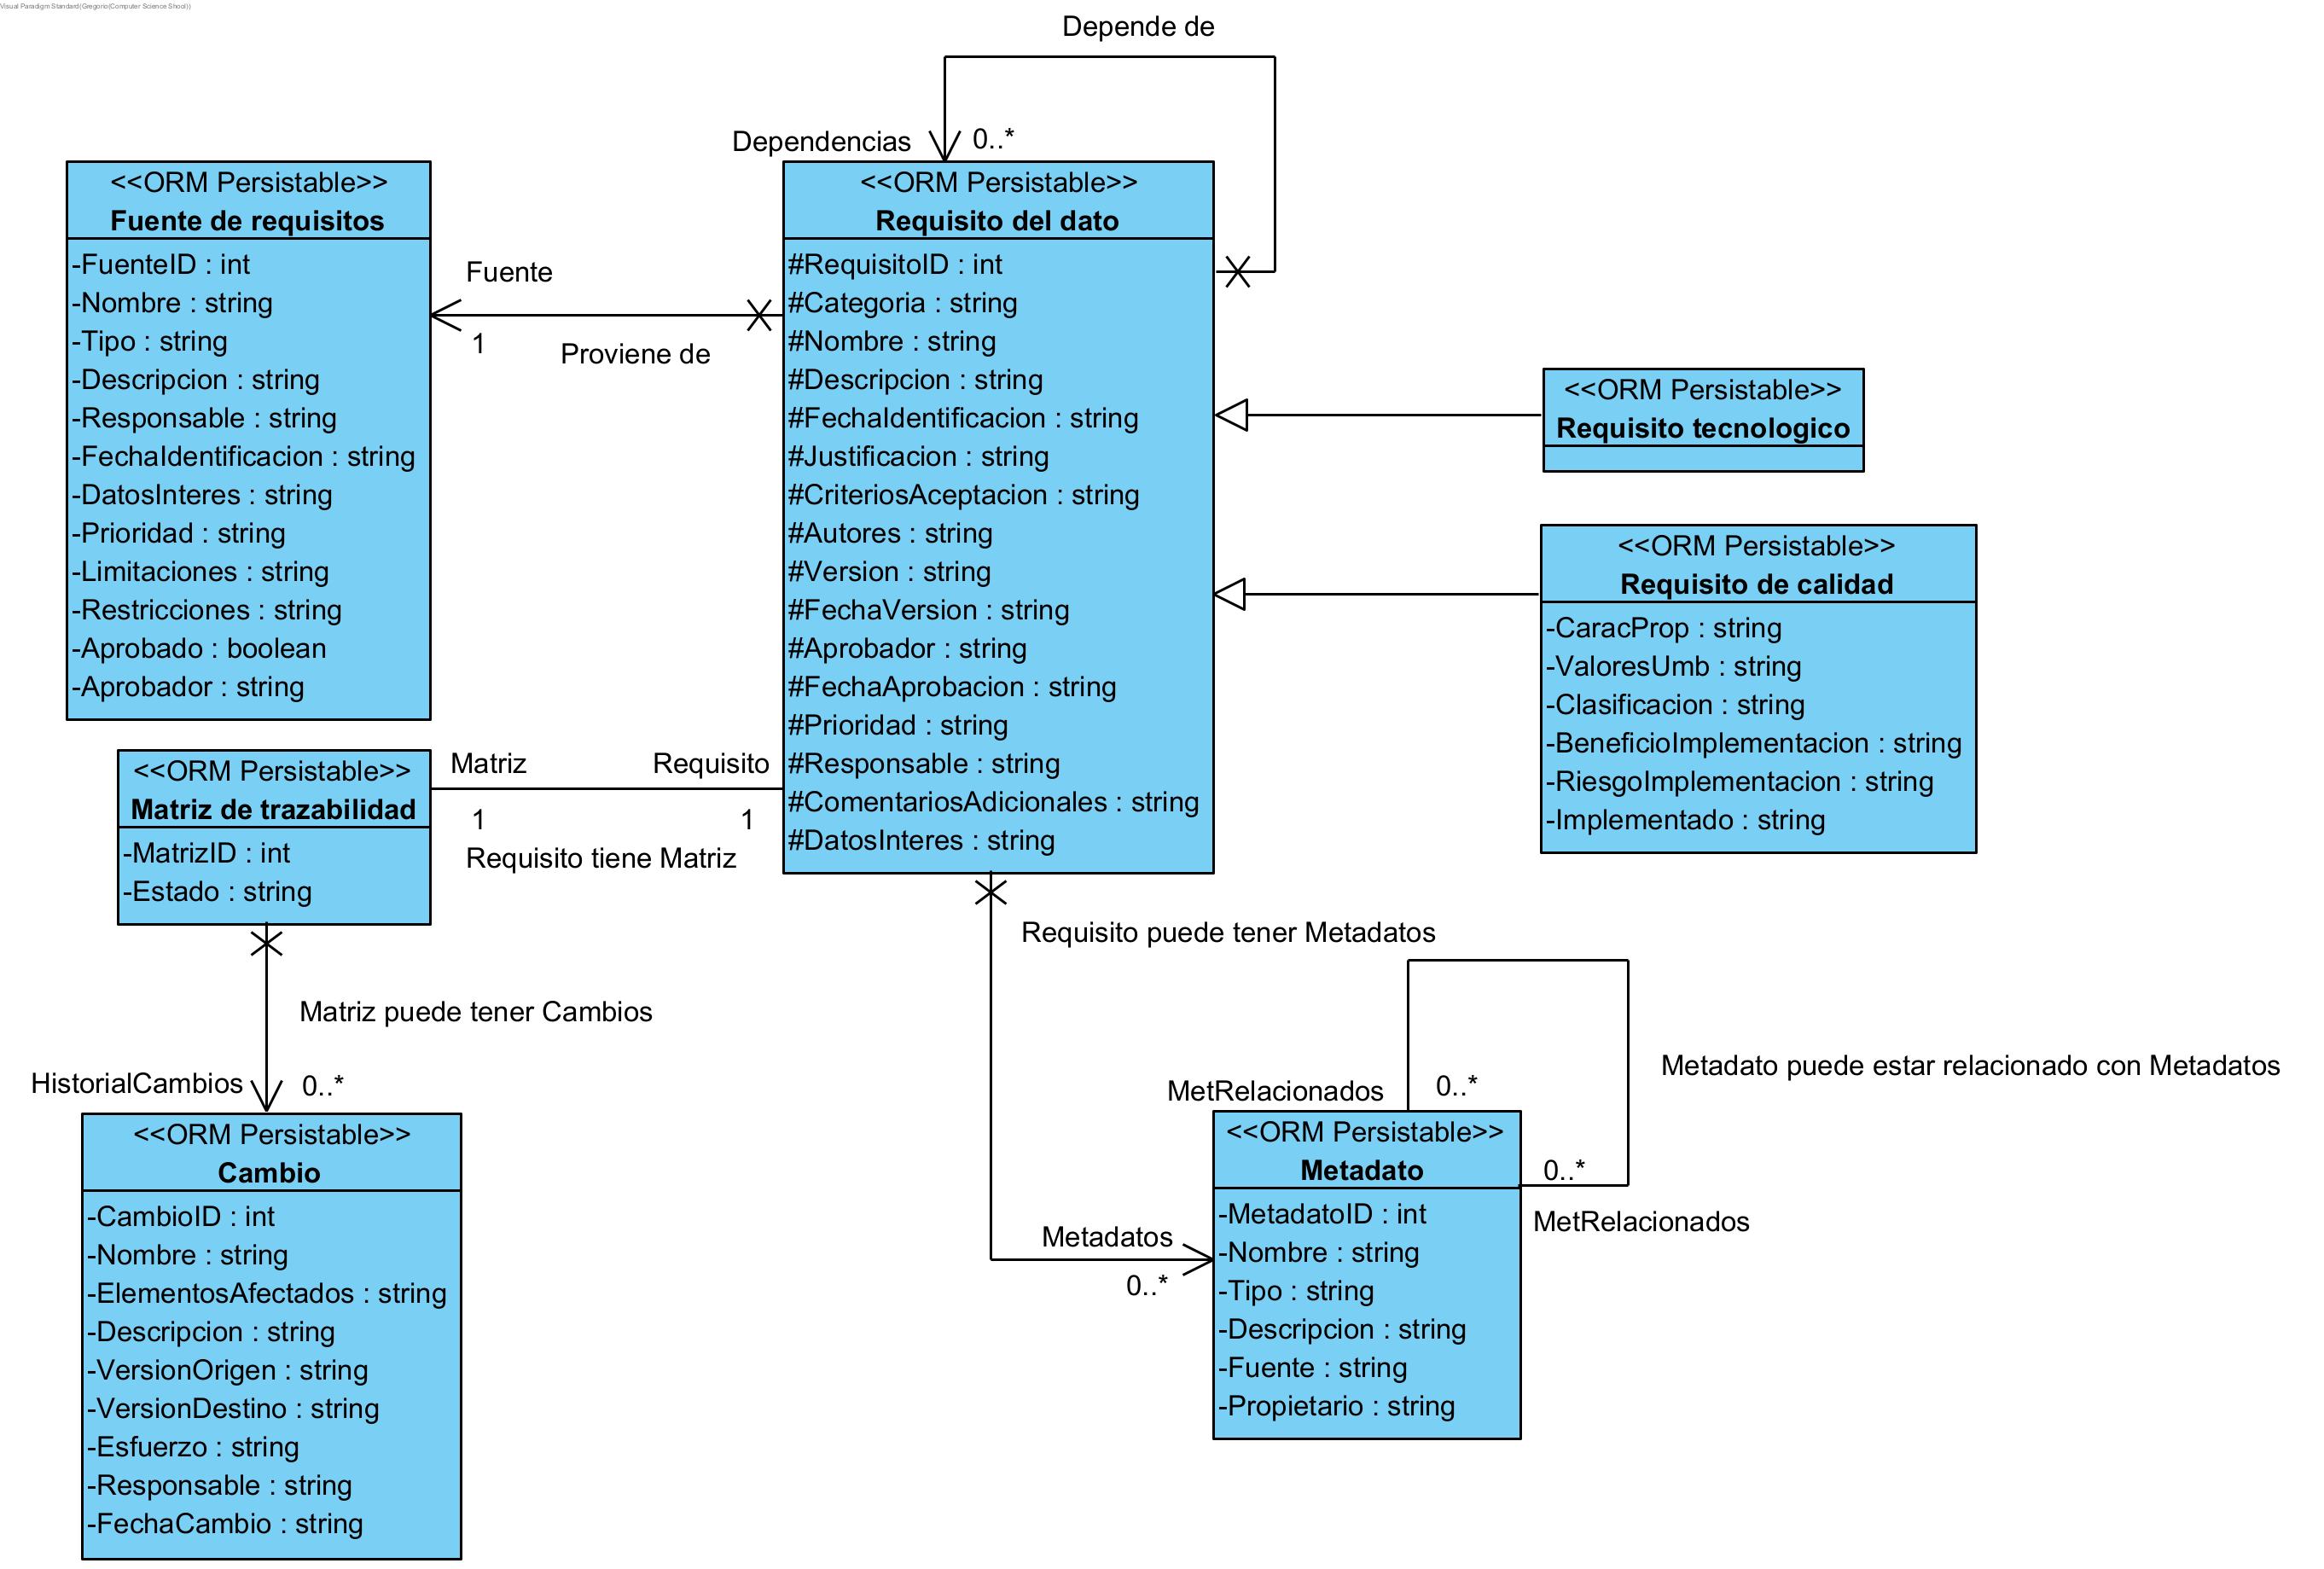 Visual Paradigm Standard(Gregorio(Computer Science Shool))
Depende de
Dependencias
0..*
<<ORM Persistable>>
Fuente de requisitos
-FuenteID : int
-Nombre : string
-Tipo : string
-Descripcion : string
-Responsable : string
-FechaIdentificacion : string
-DatosInteres : string
-Prioridad : string
-Limitaciones : string
-Restricciones : string
-Aprobado : boolean
-Aprobador : string
Fuente
1
Proviene de
<<ORM Persistable>>
Requisito del dato
#RequisitoID : int
#Categoria : string
#Nombre : string
#Descripcion : string
#FechaIdentificacion : string
#Justificacion : string
#CriteriosAceptacion : string
#Autores : string
#Version : string
#FechaVersion : string
#Aprobador : string
#FechaAprobacion : string
#Prioridad : string
#Responsable : string
#ComentariosAdicionales : string
#DatosInteres : string
<<ORM Persistable>>
Requisito tecnologico
<<ORM Persistable>>
Requisito de calidad
-CaracProp : string
-ValoresUmb : string
-Clasificacion : string
-BeneficioImplementacion : string
-RiesgoImplementacion : string
-Implementado : string
<<ORM Persistable>>
Matriz de trazabilidad
-MatrizID : int
-Estado : string
Matriz
Requisito
1
1
Requisito tiene Matriz
Requisito puede tener Metadatos
Matriz puede tener Cambios
HistorialCambios
0..*
<<ORM Persistable>>
Cambio
-CambioID : int
-Nombre : string
-ElementosAfectados : string
-Descripcion : string
-VersionOrigen : string
-VersionDestino : string
-Esfuerzo : string
-Responsable : string
-FechaCambio : string
Metadato puede estar relacionado con Metadatos
MetRelacionados
0..*
<<ORM Persistable>>
Metadato
-MetadatoID : int
-Nombre : string
-Tipo : string
-Descripcion : string
-Fuente : string
-Propietario : string
0..*
MetRelacionados
Metadatos
0..*